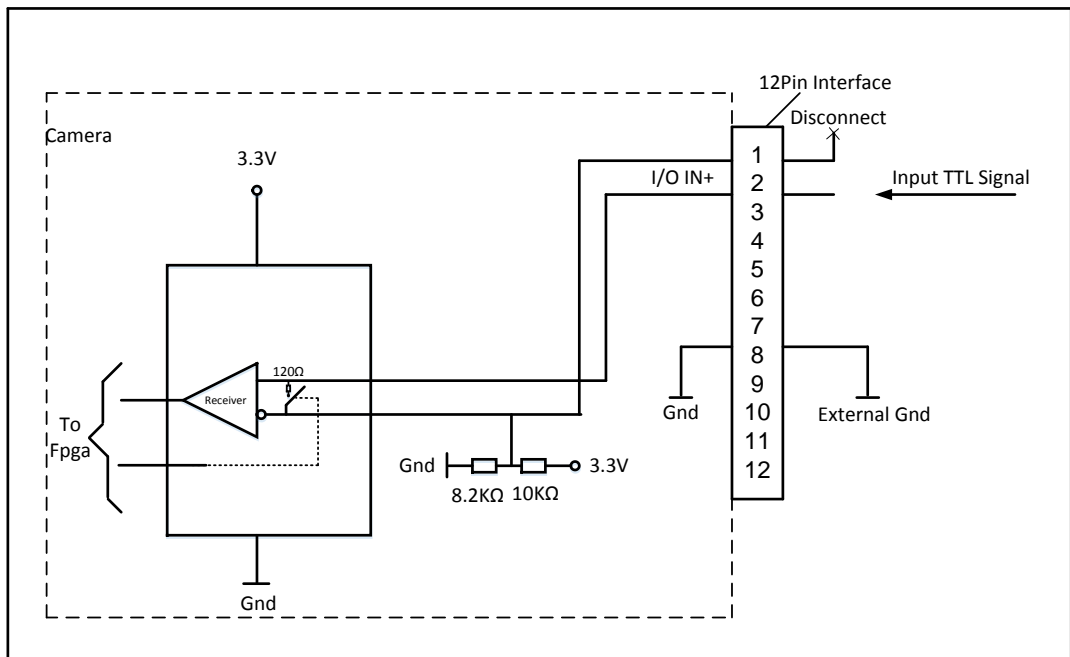 12Pin Interface
Disconnect
Camera
3.3V
I/O IN+
Input TTL Signal
1
2
3
4
5
6
7
8
9
10
11
12
120Ω
Receiver
To
Fpga
Gnd
3.3V
8.2KΩ
10KΩ
Gnd
External Gnd
Gnd